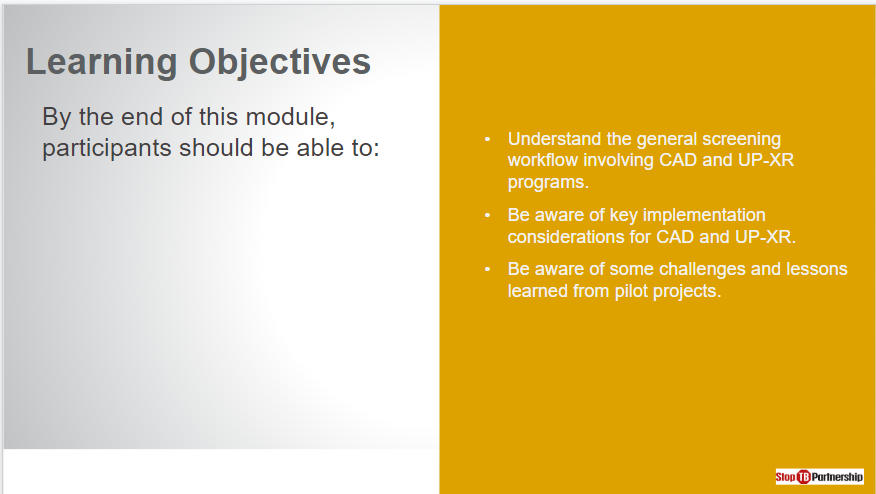 Learning Objectives
By the end of this module,
participants should be able to:
• Understand the general screening
workflow involving CAD and UP-XR
programs.
• Be aware of key implementation
considerations for CAD and UP-XR.
• Be aware of some challenges and lessons
learned from pilot projects.
Stop TB Partnership